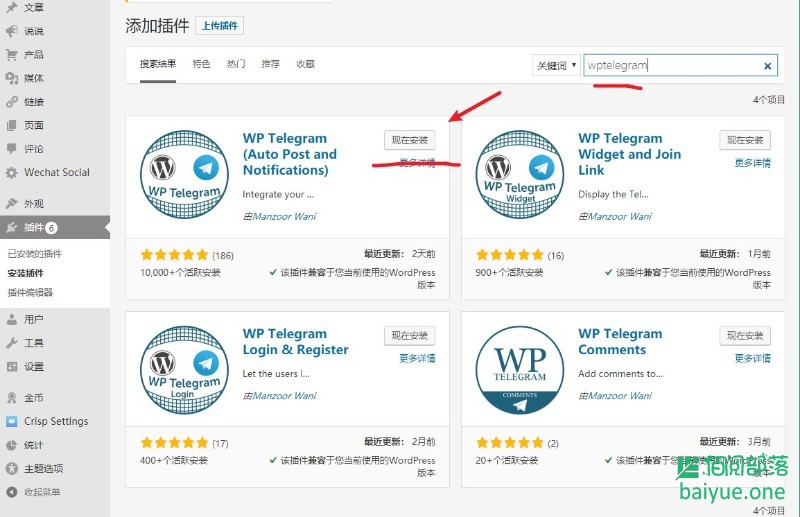 文章
说说
产品
媒体
链接
页面
评论
Wechat Social
外观
插件 6
已安装的插件
安装插件
插件编辑器
用户
工具
设置
金币
Crisp Settings
统计
主题选项
收起菜单
添加插件 上传插件
搜索结果 特色 热门 推荐 收藏 关键词 wptelegram
4个项目
WP Telegram
WP Telegram
(Auto Post and
Notifications)
现在安装
更多详情
Integrate your ...
由Manzoor Wani
(186)
10,000+个活跃安装
最近更新: 2天前
该插件兼容于您当前使用的WordPress
版本
WP Telegram
Widget
WP Telegram
Widget and Join
Link
现在安装
更多详情
Display the Tel...
由Manzoor Wani
(16)
900+个活跃安装
最近更新: 1月前
该插件兼容于您当前使用的WordPress
版本
WP Telegram
Login
WP Telegram
Login & Register
现在安装
更多详情
Let the users l...
由Manzoor Wani
(17)
400+个活跃安装
最近更新: 2月前
该插件兼容于您当前使用的WordPress
版本
WP
TELEGRAM
COMMENTS
WP Telegram
Comments
现在安装
更多详情
Add comments to...
由Manzoor Wani
(2)
20+个活跃安装
最近更新: 3月前
该插件兼容于您当前使用的WordPress
版本
佰阅部落
baiyue.one
4个项目